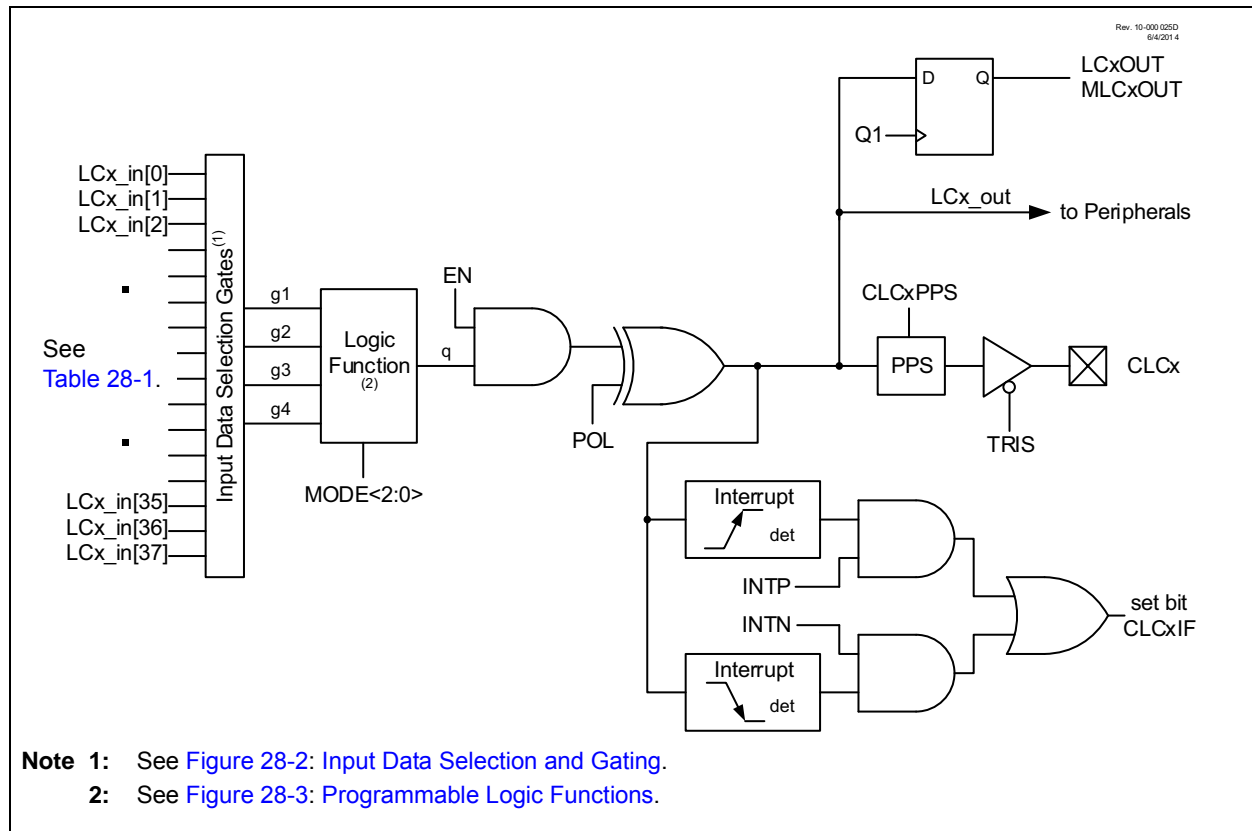 Rev. 10-000 025D
6/4/201 4
LCxOUT
MLCxOUT
D
Q
Q1
LCx_in[0]
LCx_in[1]
LCx_in[2]
LCx_out
to Peripherals
Input Data Selection Gates(1)
EN
CLCxPPS
g1
g2
g3
g4
Logic
Function
(2)
q
See
Table 28-1.
PPS
CLCx
POL
TRIS
MODE<2:0>
LCx_in[35]
LCx_in[36]
LCx_in[37]
Interrupt
det
INTP
INTN
set bit
CLCxIF
Interrupt
det
Note 1: See Figure 28-2: Input Data Selection and Gating.
2: See Figure 28-3: Programmable Logic Functions.